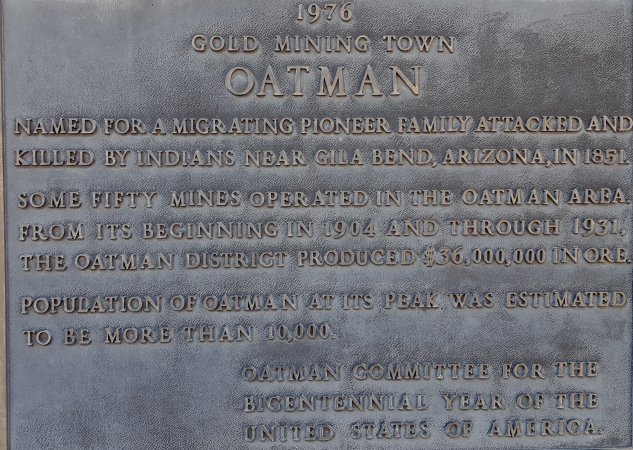 1976
GOLD MINING TOWN
OATMAN
NAMED FOR A MIGRATING PIONEER FAMILY ATTACKED AND
KILLED BY INDIANS NEAR GILA BEND, ARIZONA, IN 1851.
SOME FIFTY MINES OPERATED IN THE OATMAN AREA.
FROM ITS BEGINNING IN 1904 AND THROUGH 1931,
THE OATMAN DISTRICT PRODUCED $36,000,000 IN ORE.
POPULATION OF OATMAN AT ITS PEAK WAS ESTIMATED
TO BE MORE THAN 10,000.
OATMAN COMMITTEE FOR THE
BICENTENNIAL YEAR OF THE
UNITED STATES OF AMERICA.